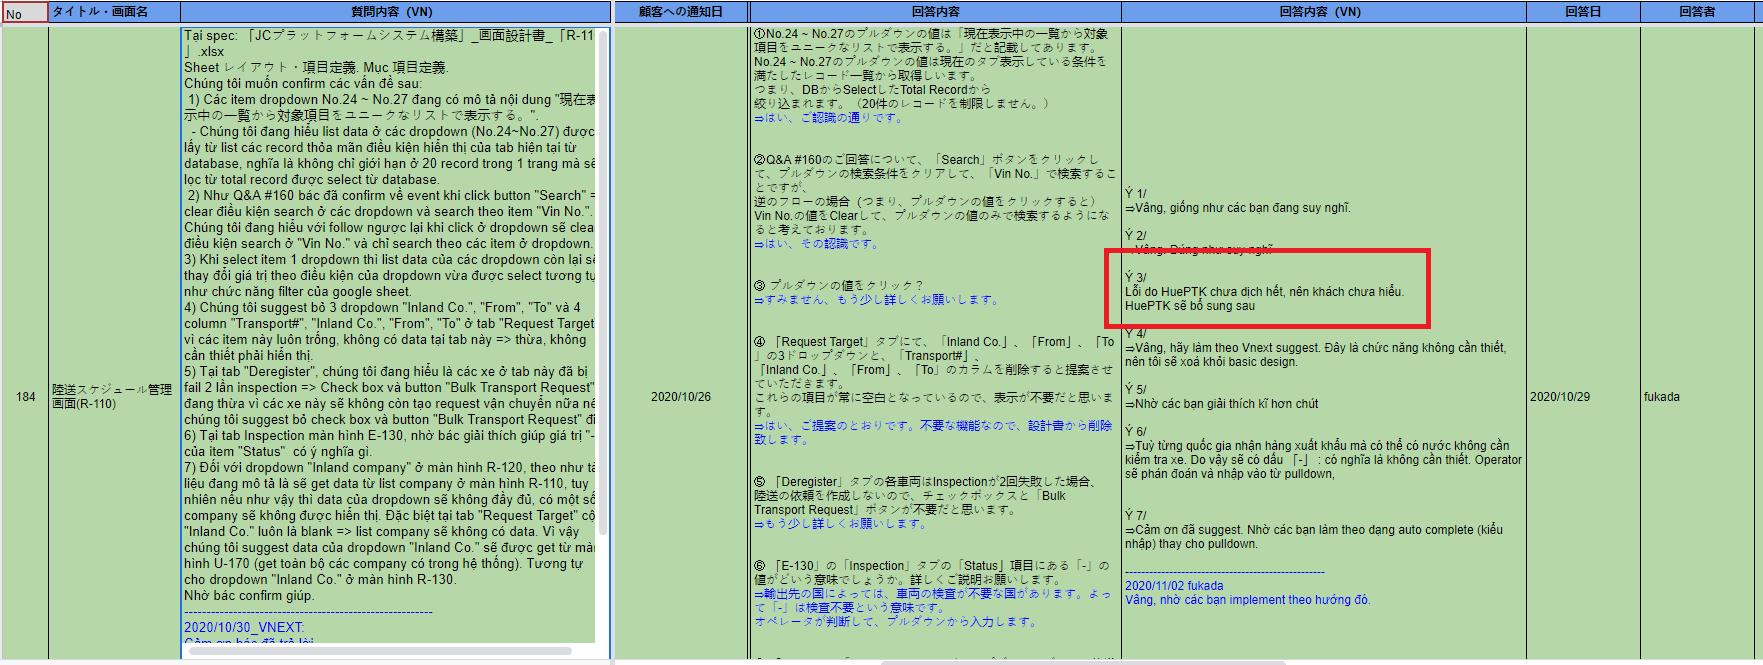 No
タイトル・画面名
質問内容 (VN)
顧客への通知日
回答内容
回答内容 (VN)
回答日
回答者
184
陸送スケジュール管理
画面(R-110)
Tại spec: 「JCプラットフォームシステム構築」_画面設計書_「R-11
」.xlsx
Sheet レイアウト・項目定義. Mục 項目定義.
Chúng tôi muốn confirm các vấn đề sau:
1) Các item dropdown No.24 ~ No.27 đang có mô tả nội dung "現在表
示中の一覧から対象項目をユニークなリストで表示する。".
- Chúng tôi đang hiểu list data ở các dropdown (No.24~No.27) được
lấy từ list các record thỏa mãn điều kiện hiển thị của tab hiện tại từ
database, nghĩa là không chỉ giới hạn ở 20 record trong 1 trang mà sẽ
lọc từ total record được select từ database.
2) Như Q&A #160 bác đã confirm về event khi click button "Search" =
clear điều kiện search ở các dropdown và search theo item "Vin No.".
Chúng tôi đang hiểu với follow ngược lại khi click ở dropdown sẽ clea
điều kiện search ở "Vin No." và chỉ search theo các item ở dropdown.
3) Khi select item 1 dropdown thì list data của các dropdown còn lại sẽ
thay đổi giá trị theo điều kiện của dropdown vừa được select tương tự
như chức năng filter của google sheet.
4) Chúng tôi suggest bỏ 3 dropdown "Inland Co.", "From", "To" và 4
column "Transport#", "Inland Co.", "From", "To" ở tab "Request Target
vì các item này luôn trống, không có data tại tab này => thừa, không
cần thiết phải hiển thị.
5) Tại tab "Deregister", chúng tôi đang hiểu là các xe ở tab này đã bị
fail 2 lần inspection => Check box và button "Bulk Transport Request"
đang thừa vì các xe này sẽ không còn tạo request vận chuyển nữa nê
chúng tôi suggest bỏ check box và button "Bulk Transport Request" đi
6) Tại tab Inspection màn hình E-130, nhờ bác giải thích giúp giá trị "-
của item "Status" có ý nghĩa gì.
7) Đối với dropdown "Inland company" ở màn hình R-120, theo như tà
liệu đang mô tả là sẽ get data từ list company ở màn hình R-110, tuy
nhiên nếu như vậy thì data của dropdown sẽ không đầy đủ, có một số
company sẽ không được hiển thị. Đặc biệt tại tab "Request Target" cộ
"Inland Co." luôn là blank => list company sẽ không có data. Vì vậy
chúng tôi suggest data của dropdown "Inland Co." sẽ được get từ màn
hình U-170 (get toàn bộ các company có trong hệ thống). Tương tự
cho dropdown "Inland Co." ở màn hình R-130.
Nhờ bác confirm giúp.
-------------------------------------------------------
2020/10/30_VNEXT:
Cảm ơn bác đã trả lời
2020/10/26
①No.24 ~ No.27のプルダウンの値は「現在表示中の一覧から対象
項目をユニークなリストで表示する。」だと記載してあります。
No.24 ~ No.27のプルダウンの値は現在のタブ表示している条件を
満たしたレコード一覧から取得しいます。
つまり、DBからSelectしたTotal Recordから
絞り込まれます。（20件のレコードを制限しません。）
⇒はい、ご認識の通りです。
②Q&A #160のご回答について、「Search」ボタンをクリックし
て、プルダウンの検索条件をクリアして、「Vin No.」で検索するこ
とですが、
逆のフローの場合（つまり、プルダウンの値をクリックすると）
Vin No.の値をClearして、プルダウンの値のみで検索するようにな
ると考えております。
⇒はい、その認識です。
③ プルダウンの値をクリック？
⇒すみません、もう少し詳しくお願いします。
④ 「Request Target」タブにて、「Inland Co.」、「From」、「To
」の3ドロップダウンと、「Transport#」、
「Inland Co.」、「From」、「To」のカラムを削除すると提案させ
ていただきます。
これらの項目が常に空白となっているので、表示が不要だと思いま
す。
⇒はい、ご提案のとおりです。不要な機能なので、設計書から削除
致します。
⑤ 「Deregister」タブの各車両はInspectionが2回失敗した場合、
陸送の依頼を作成しないので、チェックボックスと「Bulk
Transport Request」ボタンが不要だと思います。
⇒もう少し詳しくお願いします。
⑥ 「E-130」の「Inspection」タブの「Status」項目にある「-」の
値がどいう意味でしょうか。詳しくご説明お願いします。
⇒輸出先の国によっては、車両の検査が不要な国があります。よっ
て「-」は検査不要という意味です。
オペレータが判断して、プルダウンから入力します。
Ý 1/
⇒Vâng, giống như các bạn đang suy nghĩ.
Ý 2/
⇒Vâng. Đúng như suy nghĩ
Ý 3/
Lỗi do HuePTK chưa dịch hết, nên khách chưa hiểu.
HuePTK sẽ bổ sung sau
Ý 4/
⇒Vâng, hãy làm theo Vnext suggest. Đây là chức năng không cần thiết,
nên tôi sẽ xoá khỏi basic design.
Ý 5/
⇒Nhờ các bạn giải thích kĩ hơn chút
Ý 6/
⇒Tuỳ từng quốc gia nhận hàng xuất khẩu mà có thể có nước không cần
kiểm tra xe. Do vậy sẽ có dấu 「-」 : có nghĩa là không cần thiết. Operator
sẽ phán đoán và nhập vào từ pulldown,
Ý 7/
⇒Cảm ơn đã suggest. Nhờ các bạn làm theo dạng auto complete (kiểu
nhập) thay cho pulldown.
--------------------------------------------------
2020/11/02 fukada
Vâng, nhờ các bạn implement theo hướng đó.
2020/10/29
fukada